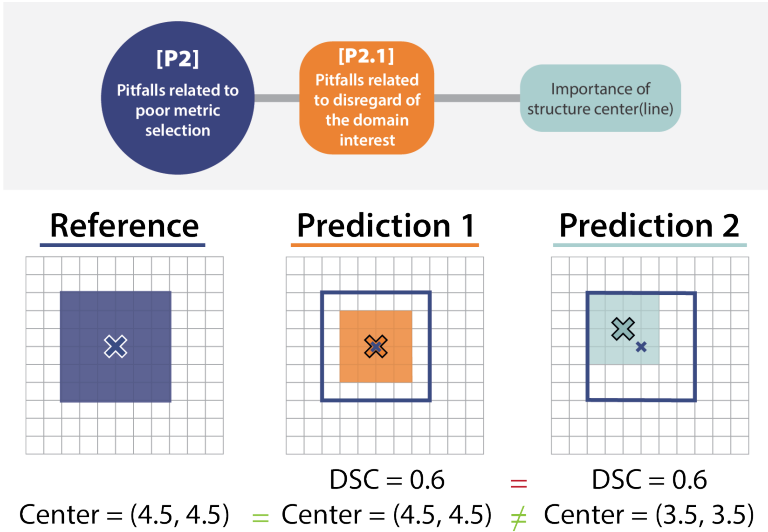 [P2]
Pitfalls related to
poor metric
selection
[P2.1]
Pitfalls related
to disregard of
the domain
interest
Importance of
structure center(line)
Reference
Prediction 1
Prediction 2
DSC = 0.6 = DSC = 0.6
Center = (4.5, 4.5) = Center = (4.5, 4.5) ≠ Center = (3.5, 3.5)